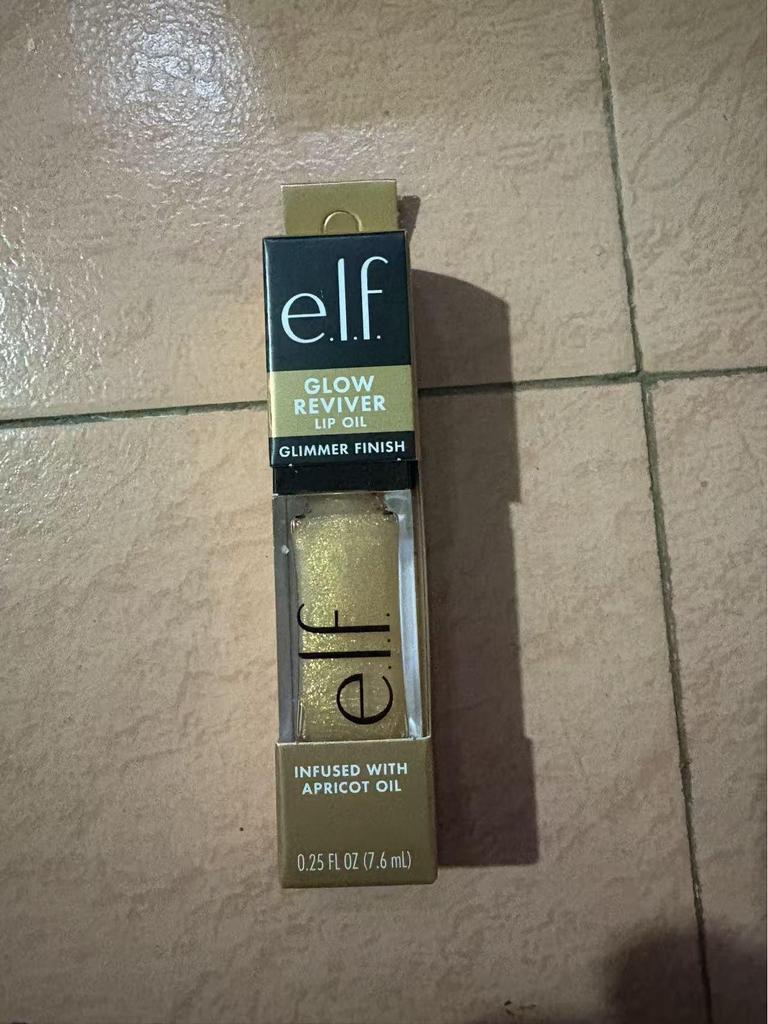 e.l.f.
GLOW
REVIVER
LIP OIL
GLIMMER FINISH
e.l.f.
INFUSED WITH
APRICOT OIL
0.25 FL OZ (7.6 mL)